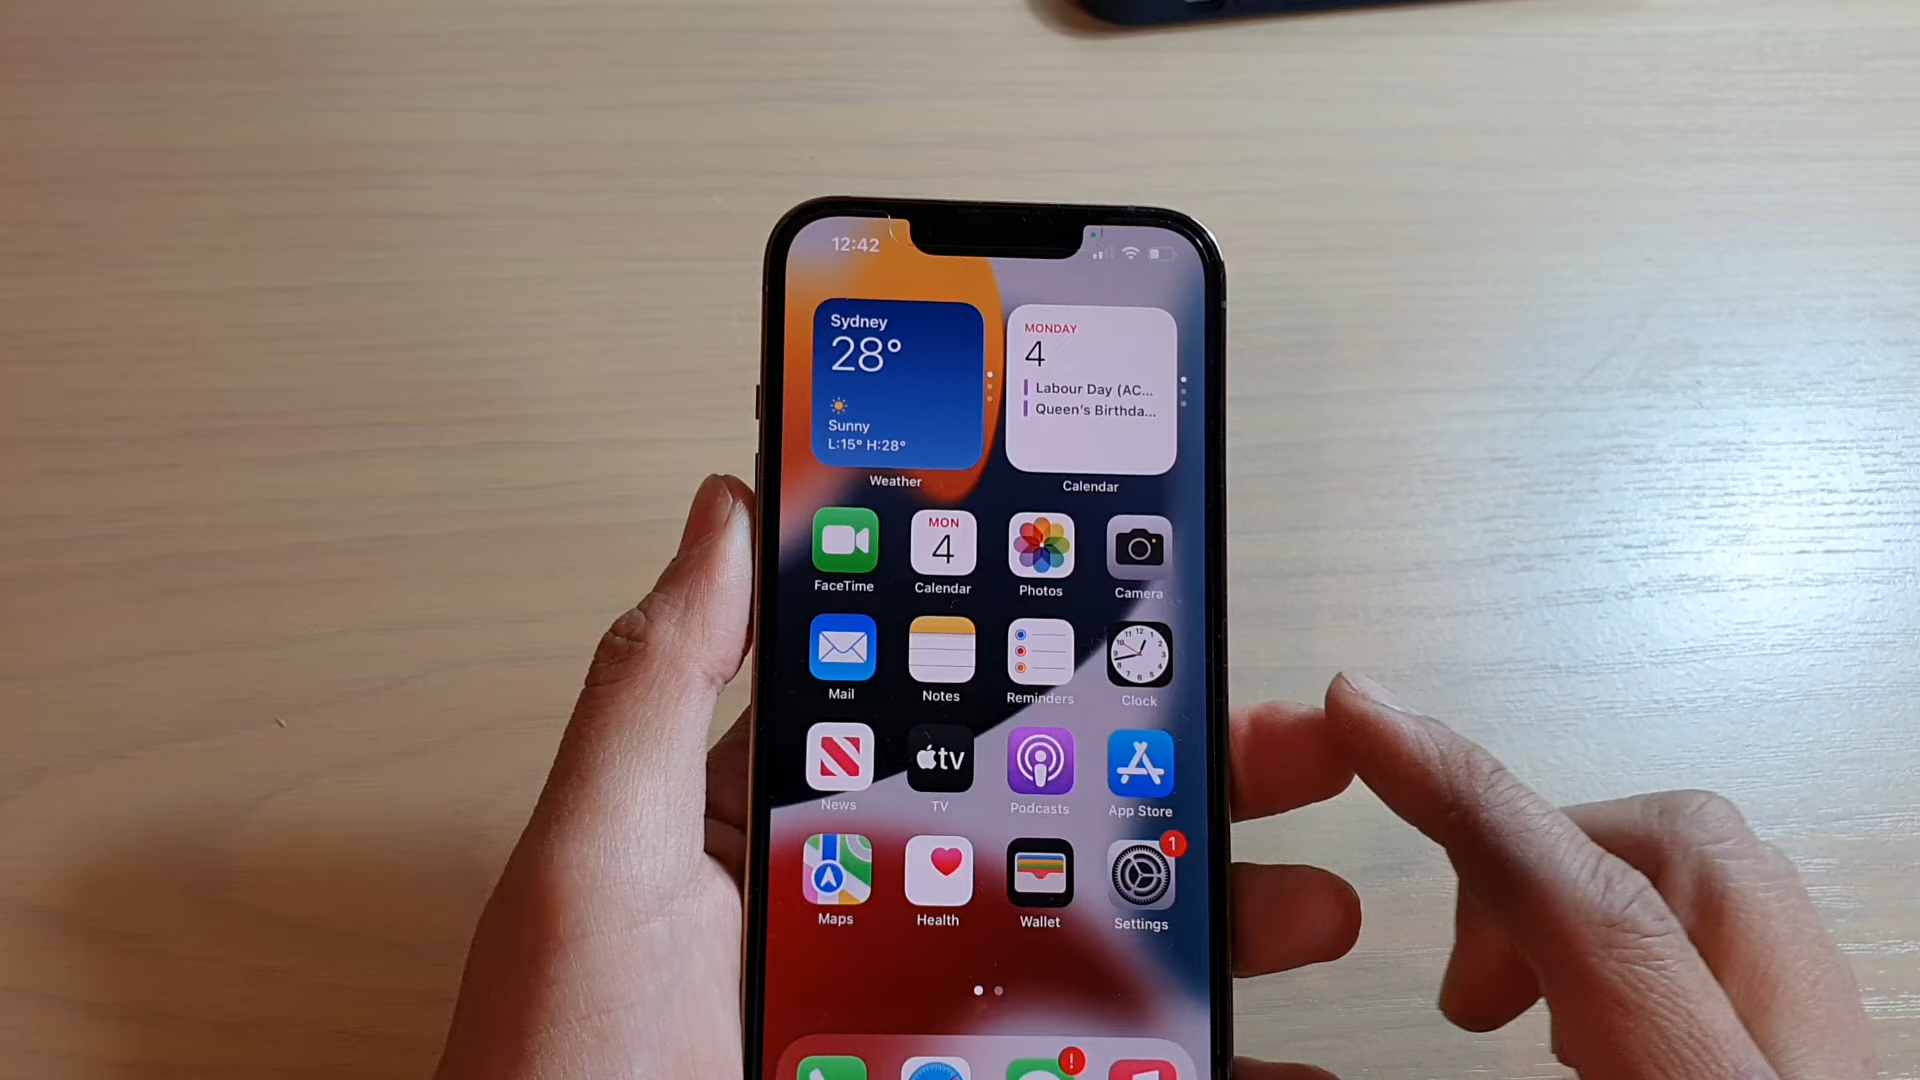 12:42
Sydney
28°
Sunny
L:15° H:28°
Weather
MONDAY
4
Labour Day (AC...
Queen's Birthda...
Calendar
FaceTime
MON
4
Calendar
Photos
Camera
Mail
Notes
Reminders
Clock
News
tv
TV
Podcasts
App Store
Maps
Health
Wallet
1
Settings
!